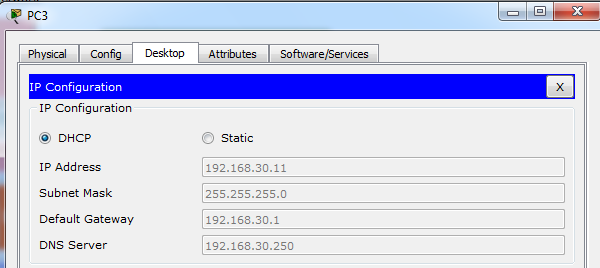 PC3
Physical Config Desktop Attributes Software/Services
IP Configuration X
IP Configuration
DHCP Static
IP Address 192.168.30.11
Subnet Mask 255.255.255.0
Default Gateway 192.168.30.1
DNS Server 192.168.30.250